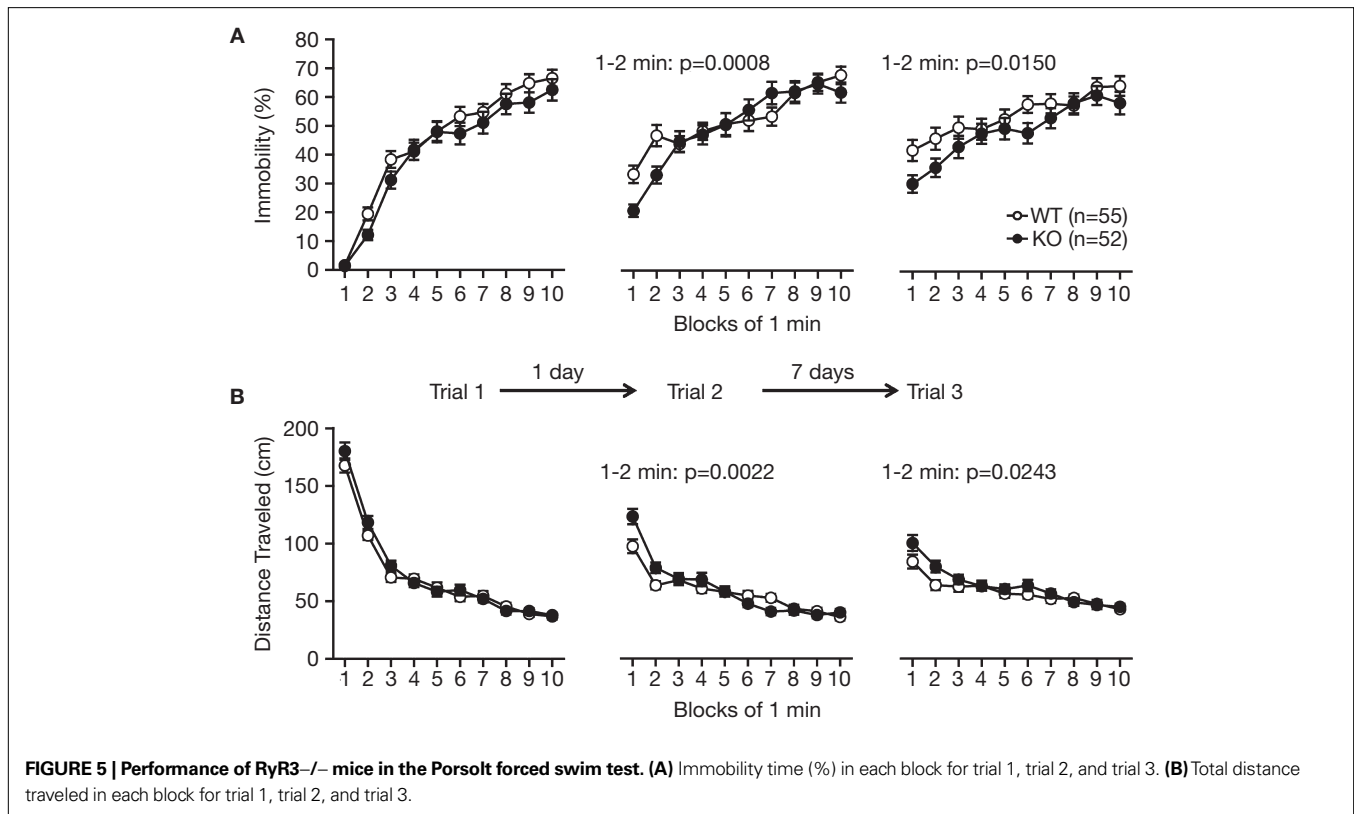 A
80
70
60
50
40
30
20
10
0
Immobility (%)
1-2 min: p=0.0008
1-2 min: p=0.0150
WT (n=55)
KO (n=52)
1 2 3 4 5 6 7 8 9 10
1 2 3 4 5 6 7 8 9 10
1 2 3 4 5 6 7 8 9 10
Blocks of 1 min
Trial 1
1 day
Trial 2
7 days
Trial 3
B
200
150
100
50
0
Distance Traveled (cm)
1-2 min: p=0.0022
1-2 min: p=0.0243
1 2 3 4 5 6 7 8 9 10
1 2 3 4 5 6 7 8 9 10
1 2 3 4 5 6 7 8 9 10
Blocks of 1 min
FIGURE 5 | Performance of RyR3–/– mice in the Porsolt forced swim test. (A) Immobility time (%) in each block for trial 1, trial 2, and trial 3. (B) Total distance
traveled in each block for trial 1, trial 2, and trial 3.